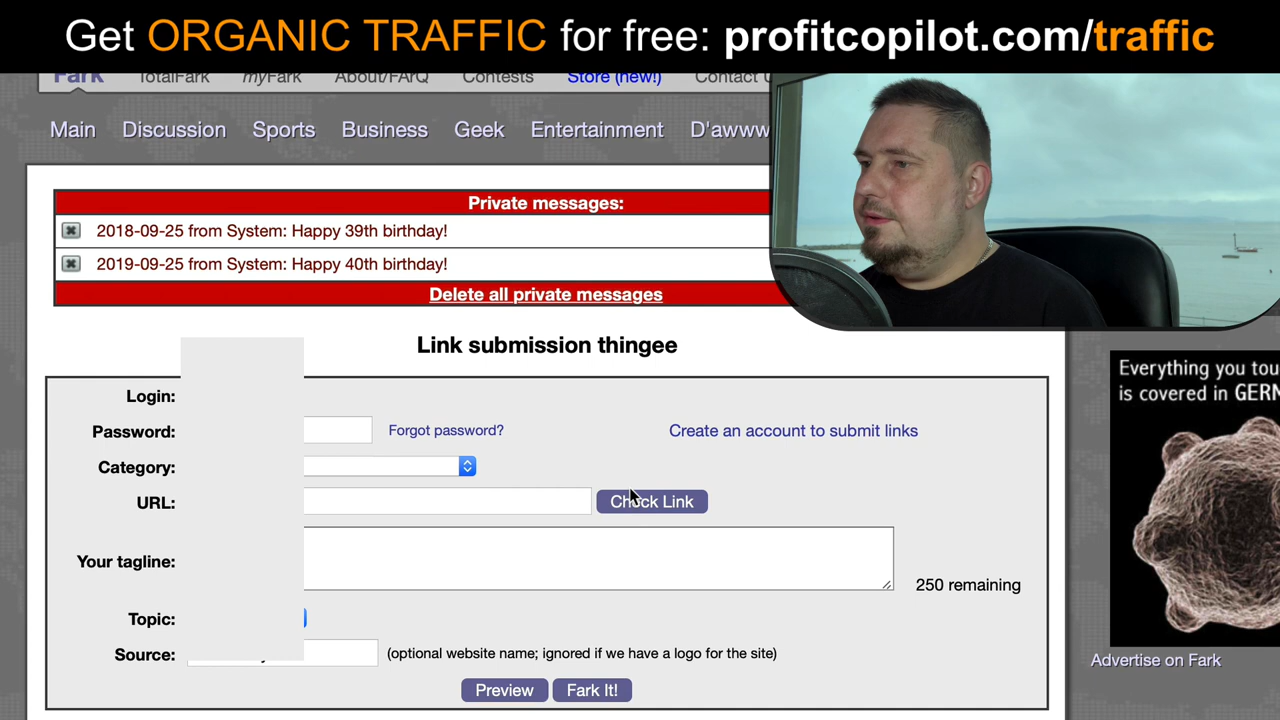 Get ORGANIC TRAFFIC for free: profitcopilot.com/traffic
Fark TotalFark myFark About/FArQ Contests Store (new!) Contact
Main Discussion Sports Business Geek Entertainment D'awww
Private messages:
2018-09-25 from System: Happy 39th birthday!
2019-09-25 from System: Happy 40th birthday!
Delete all private messages
Link submission thingee
Login:
Password: Forgot password? Create an account to submit links
Category:
URL: Check Link
Your tagline:
250 remaining
Topic:
Source: (optional website name; ignored if we have a logo for the site)
Preview Fark It!
Everything you tou
is covered in GER
Advertise on Fark